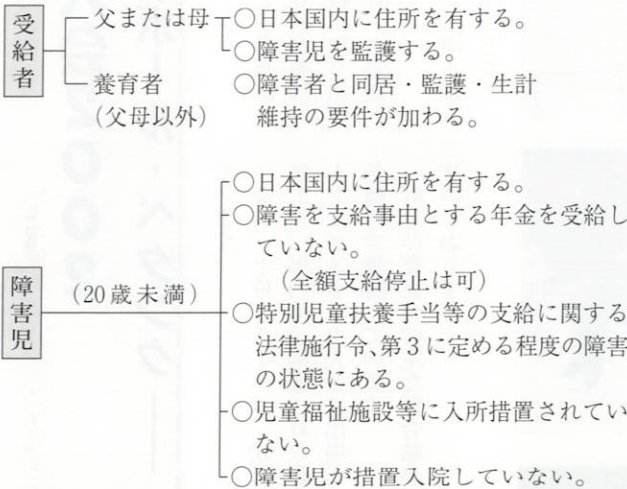 受給者
父または母
○日本国内に住所を有する。
○障害児を監護する。
養育者
(父母以外)
○障害者と同居・監護・生計
維持の要件が加わる。
障害児
(20歳未満)
○日本国内に住所を有する。
○障害を支給事由とする年金を受給し
ていない。
(全額支給停止は可)
○特別児童扶養手当等の支給に関する
法律施行令、第3に定める程度の障害
の状態にある。
○児童福祉施設等に入所措置されてい
ない。
○障害児が措置入院していない。